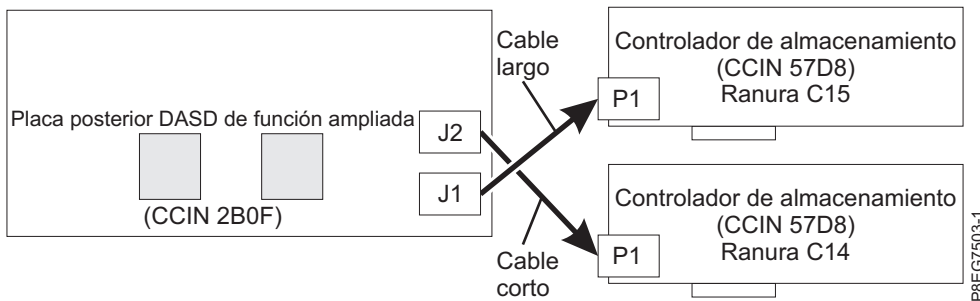 Placa posterior DASD de función ampliada
(CCIN 2B0F)
J2
J1
Cable
largo
Cable
corto
Controlador de almacenamiento
(CCIN 57D8)
Ranura C15
P1
Controlador de almacenamiento
(CCIN 57D8)
Ranura C14
P1
P8EG7503-1